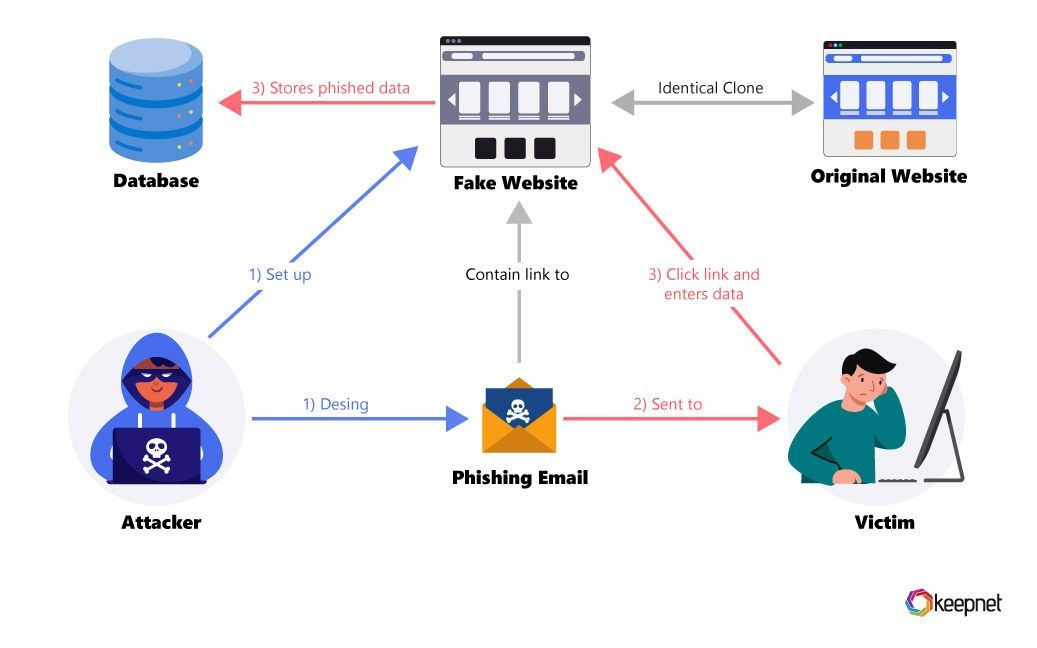 3) Stores phished data
Identical Clone
Database
Fake Website
Original Website
1) Set up
Contain link to
3) Click link and
enters data
1) Desing
2) Sent to
Phishing Email
Attacker
Victim
keepnet